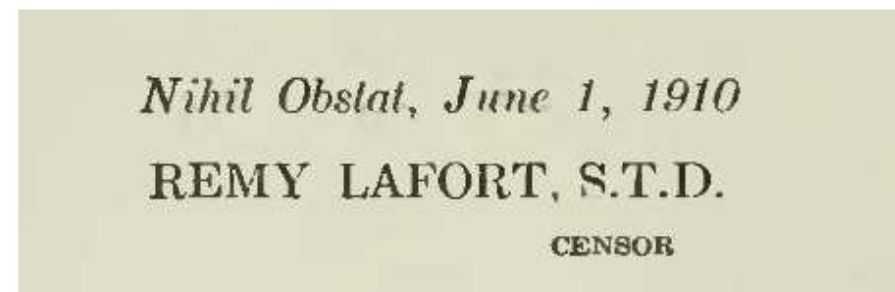 Nihil Obstat, June 1, 1910
REMY LAFORT, S.T.D.
CENSOR